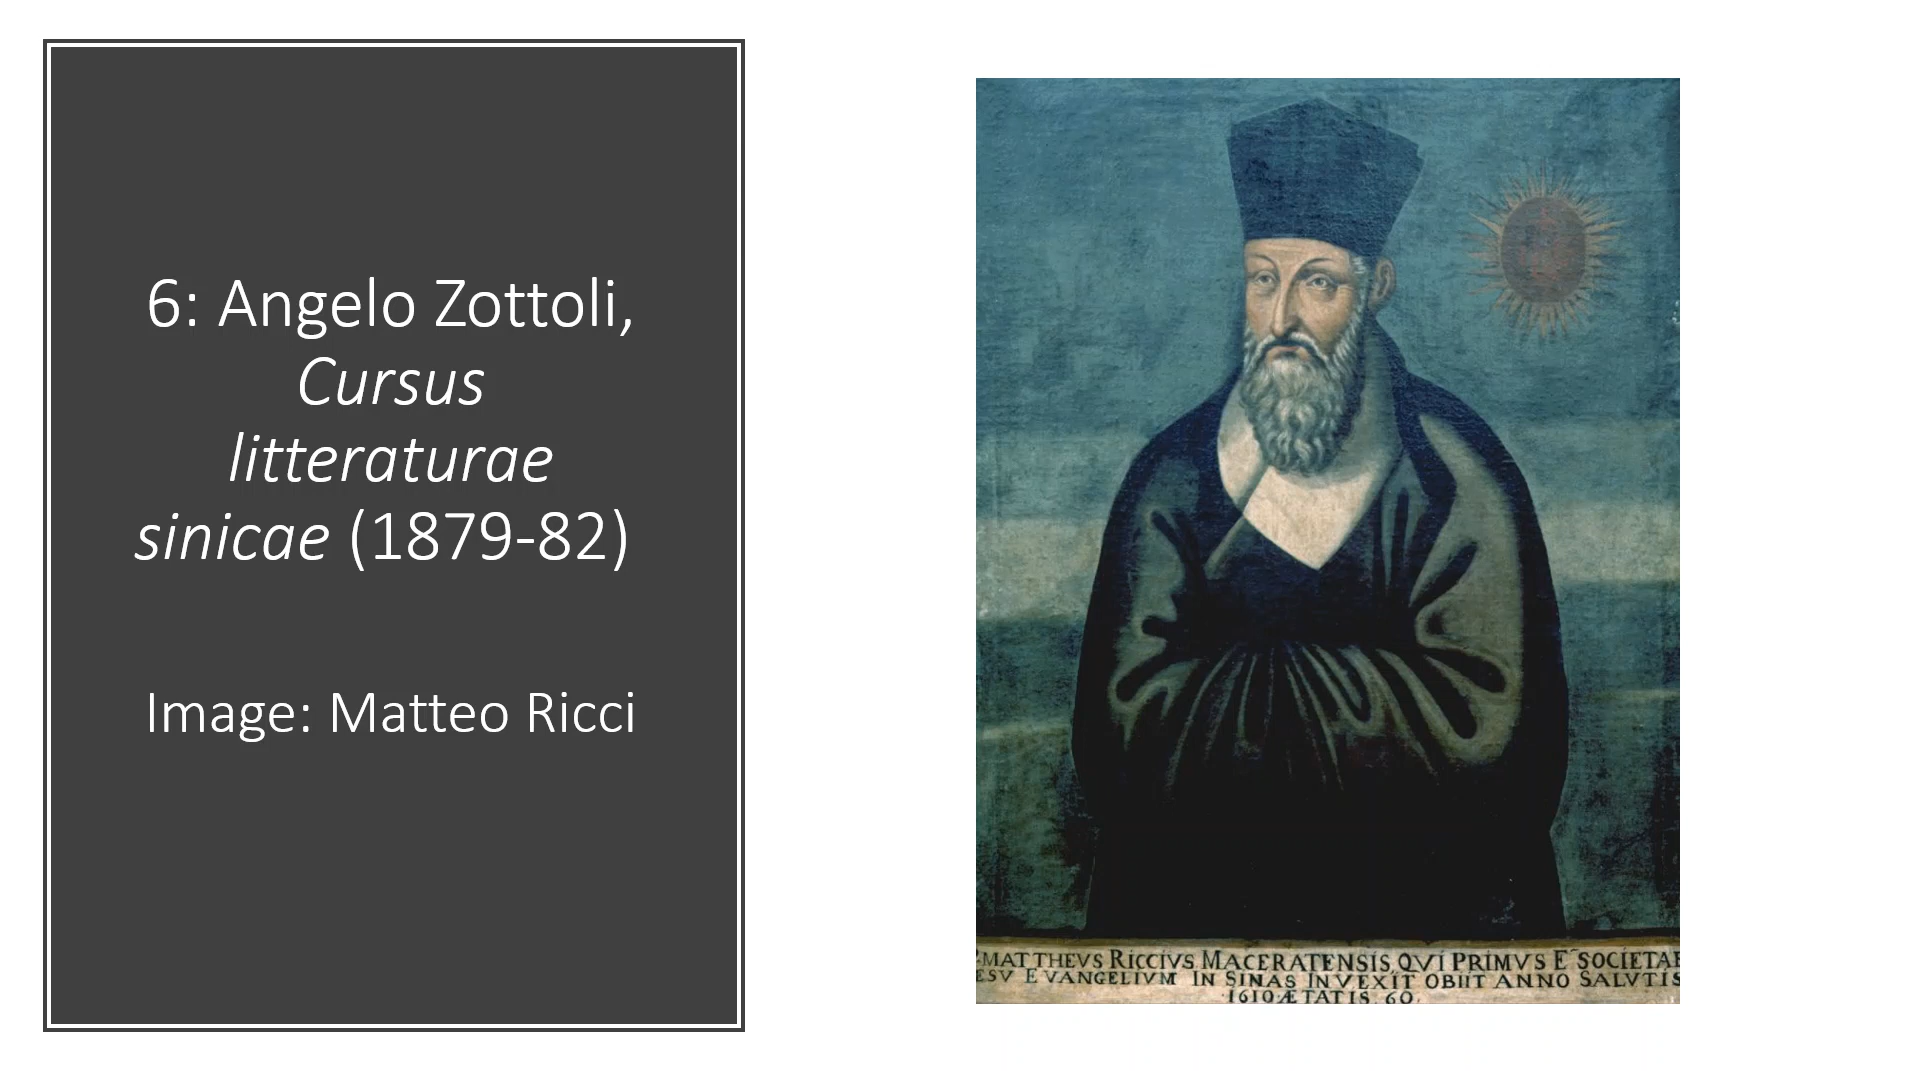 6: Angelo Zottoli,
Cursus
litteraturae
sinicae (1879-82)
Image: Matteo Ricci
MATTHEVS RICCIVS MACERATENSIS QVI PRIMVS E SOCIETAE
ESV EVANGELIVM IN SINAS INVEXIT OBIIT ANNO SALVTIS
1610 ÆTATIS, 60.